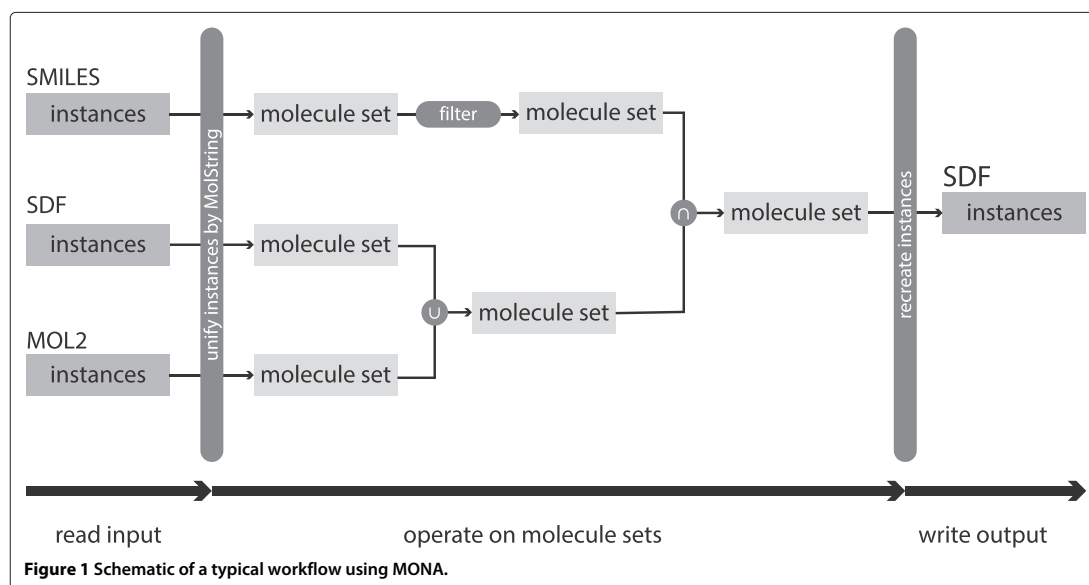 SMILES
instances
molecule set
filter
molecule set
SDF
instances
molecule set
MOL2
instances
molecule set
unify instances by MolString
∪
molecule set
∩
molecule set
recreate instances
SDF
instances
read input
operate on molecule sets
write output
Figure 1 Schematic of a typical workflow using MONA.